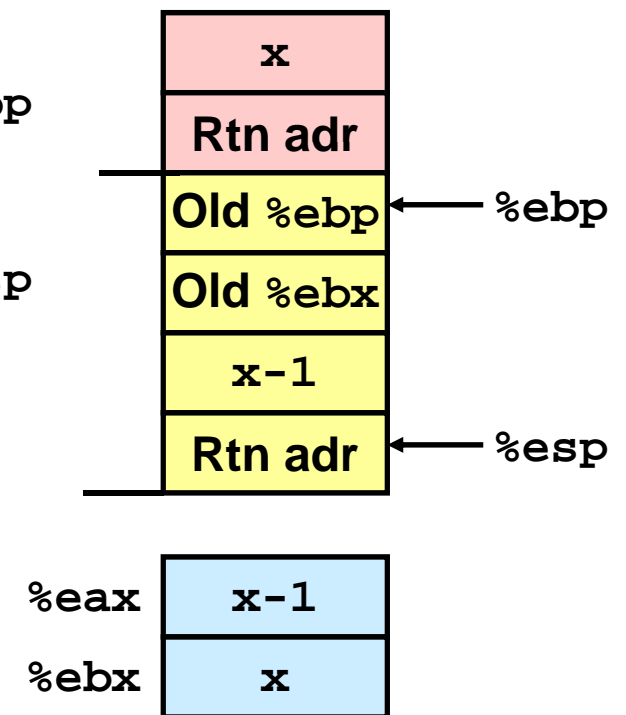 x
p
Rtn adr
Old %ebp %ebp
p
Old %ebx
x-1
Rtn adr %esp
%eax x-1
%ebx x